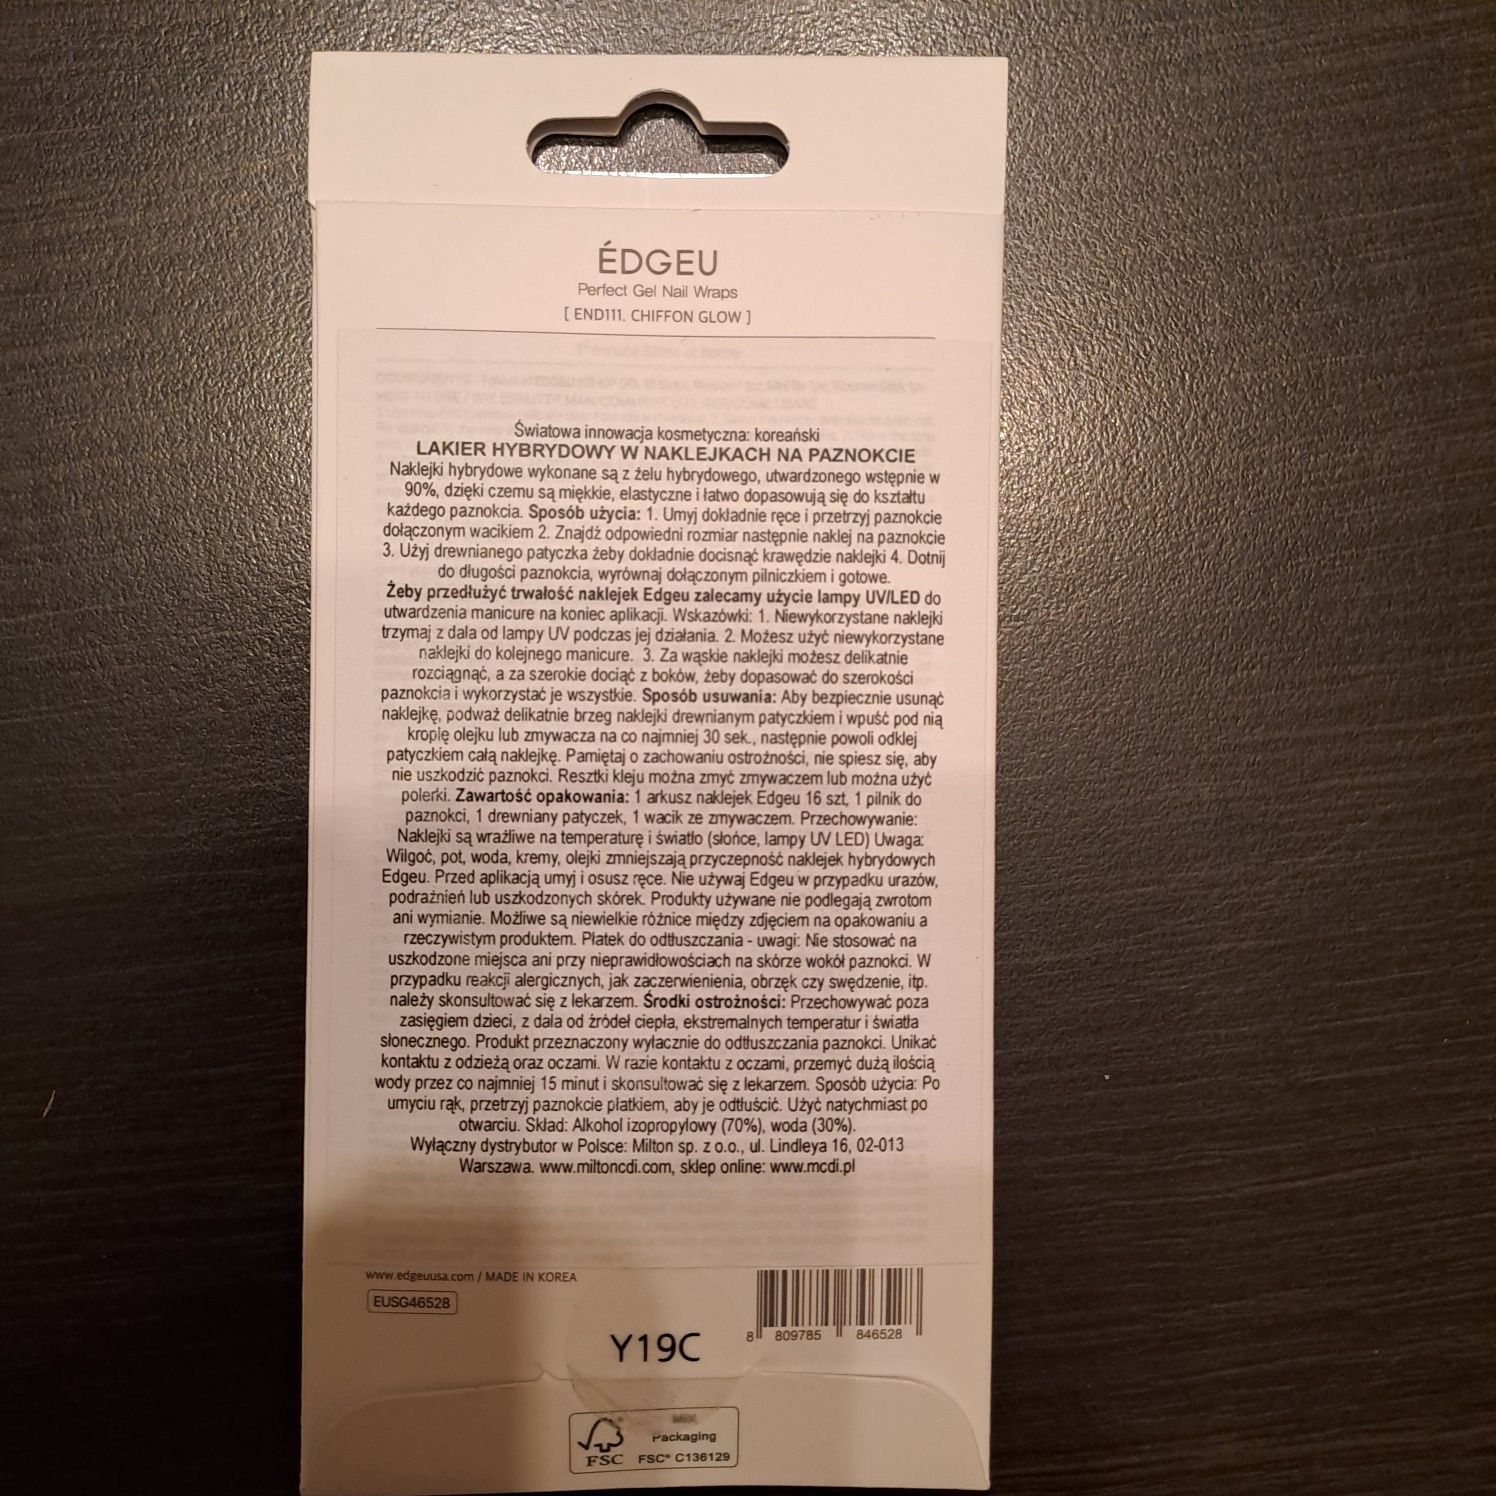 ÉDGEU
Perfect Gel Nail Wraps
[ END111. CHIFFON GLOW ]
Światowa innowacja kosmetyczna: koreański
LAKIER HYBRYDOWY W NAKLEJKACH NA PAZNOKCIE
Naklejki hybrydowe wykonane są z żelu hybrydowego, utwardzonego wstępnie w
90%, dzięki czemu są miękkie, elastyczne i łatwo dopasowują się do kształtu
każdego paznokcia. Sposób użycia: 1. Umyj dokładnie ręce i przetrzyj paznokcie
dołączonym wacikiem 2. Znajdź odpowiedni rozmiar następnie naklej na paznokcie
3. Użyj drewnianego patyczka żeby dokładnie docisnąć krawędzie naklejki 4. Dotnij
do długości paznokcia, wyrównaj dołączonym pilniczkiem i gotowe.
Żeby przedłużyć trwałość naklejek Edgeu zalecamy użycie lampy UV/LED do
utwardzenia manicure na koniec aplikacji. Wskazówki: 1. Niewykorzystane naklejki
trzymaj z dala od lampy UV podczas jej działania. 2. Możesz użyć niewykorzystane
naklejki do kolejnego manicure. 3. Za wąskie naklejki możesz delikatnie
rozciągnąć, a za szerokie dociąć z boków, żeby dopasować do szerokości
paznokcia i wykorzystać je wszystkie. Sposób usuwania: Aby bezpiecznie usunąć
naklejkę, podważ delikatnie brzeg naklejki drewnianym patyczkiem i wpuść pod nią
kroplę olejku lub zmywacza na co najmniej 30 sek., następnie powoli odklej
patyczkiem całą naklejkę. Pamiętaj o zachowaniu ostrożności, nie spiesz się, aby
nie uszkodzić paznokci. Resztki kleju można zmyć zmywaczem lub można użyć
polerki. Zawartość opakowania: 1 arkusz naklejek Edgeu 16 szt, 1 pilnik do
paznokci, 1 drewniany patyczek, 1 wacik ze zmywaczem. Przechowywanie:
Naklejki są wrażliwe na temperaturę i światło (słońce, lampy UV LED) Uwaga:
Wilgoć, pot, woda, kremy, olejki zmniejszają przyczepność naklejek hybrydowych
Edgeu. Przed aplikacją umyj i osusz ręce. Nie używaj Edgeu w przypadku urazów,
podrażnień lub uszkodzonych skórek. Produkty używane nie podlegają zwrotom
ani wymianie. Możliwe są niewielkie różnice między zdjęciem na opakowaniu a
rzeczywistym produktem. Płatek do odtłuszczania - uwagi: Nie stosować na
uszkodzone miejsca ani przy nieprawidłowościach na skórze wokół paznokci. W
przypadku reakcji alergicznych, jak zaczerwienienia, obrzęk czy swędzenie, itp.
należy skonsultować się z lekarzem. Środki ostrożności: Przechowywać poza
zasięgiem dzieci, z dala od źródeł ciepła, ekstremalnych temperatur i światła
słonecznego. Produkt przeznaczony wyłącznie do odtłuszczania paznokci. Unikać
kontaktu z odzieżą oraz oczami. W razie kontaktu z oczami, przemyć dużą ilością
wody przez co najmniej 15 minut i skonsultować się z lekarzem. Sposób użycia: Po
umyciu rąk, przetrzyj paznokcie płatkiem, aby je odtłuścić. Użyć natychmiast po
otwarciu. Skład: Alkohol izopropylowy (70%), woda (30%).
Wyłączny dystrybutor w Polsce: Milton sp. z o.o., ul. Lindleya 16, 02-013
Warszawa. www.miltoncdi.com, sklep online: www.mcdi.pl
www.edgeuusa.com / MADE IN KOREA
EUSG46528
8 809785 846528
Y19C
MIX
Packaging
FSC
FSC® C136129